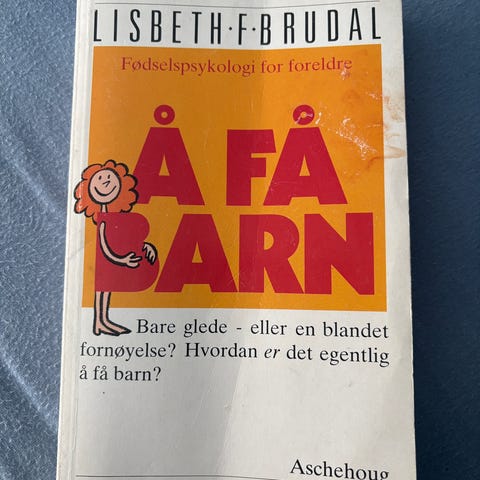 LISBETH·F·BRUDAL
Fødselspsykologi for foreldre
Å FÅ
BARN
Bare glede - eller en blandet
fornøyelse? Hvordan er det egentlig
å få barn?
Aschehoug